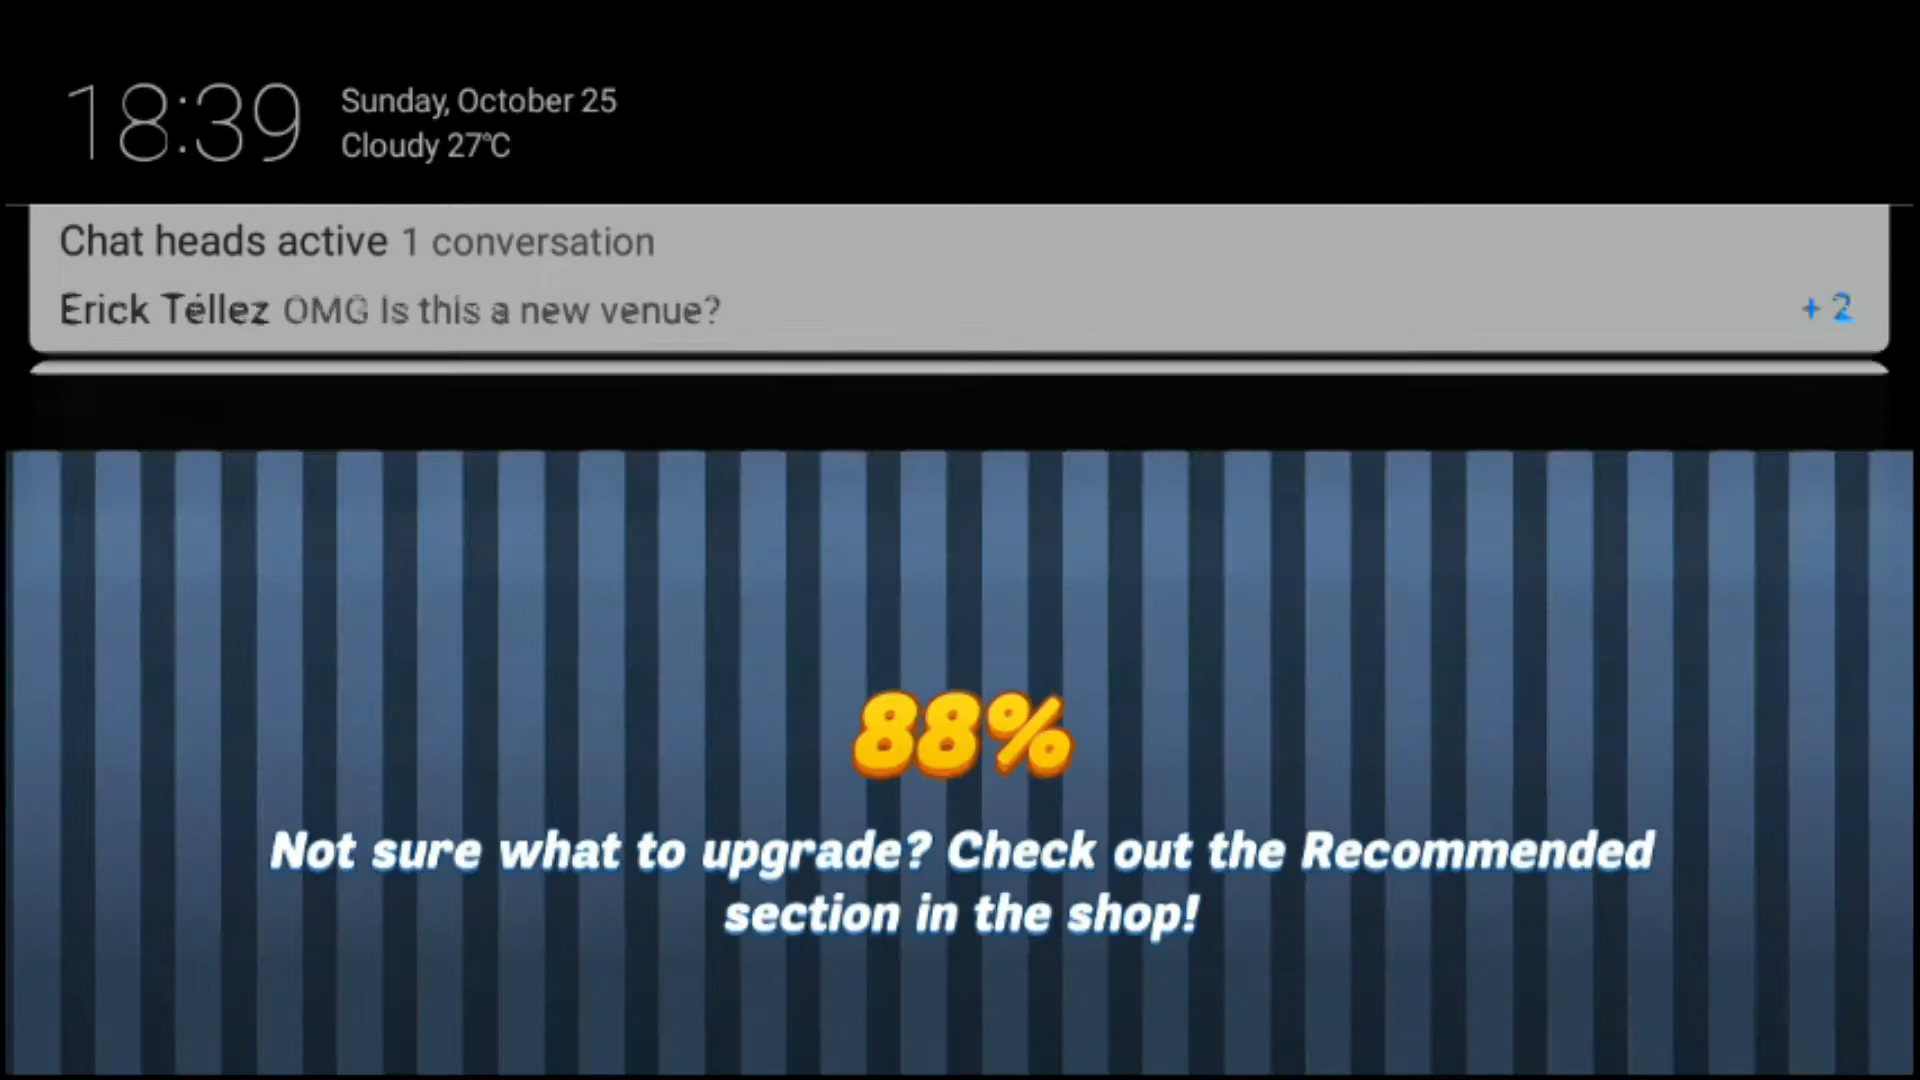 18:39
Sunday, October 25
Cloudy 27℃
Chat heads active 1 conversation
Erick Téllez OMG Is this a new venue?
+ 2
88%
Not sure what to upgrade? Check out the Recommended
section in the shop!